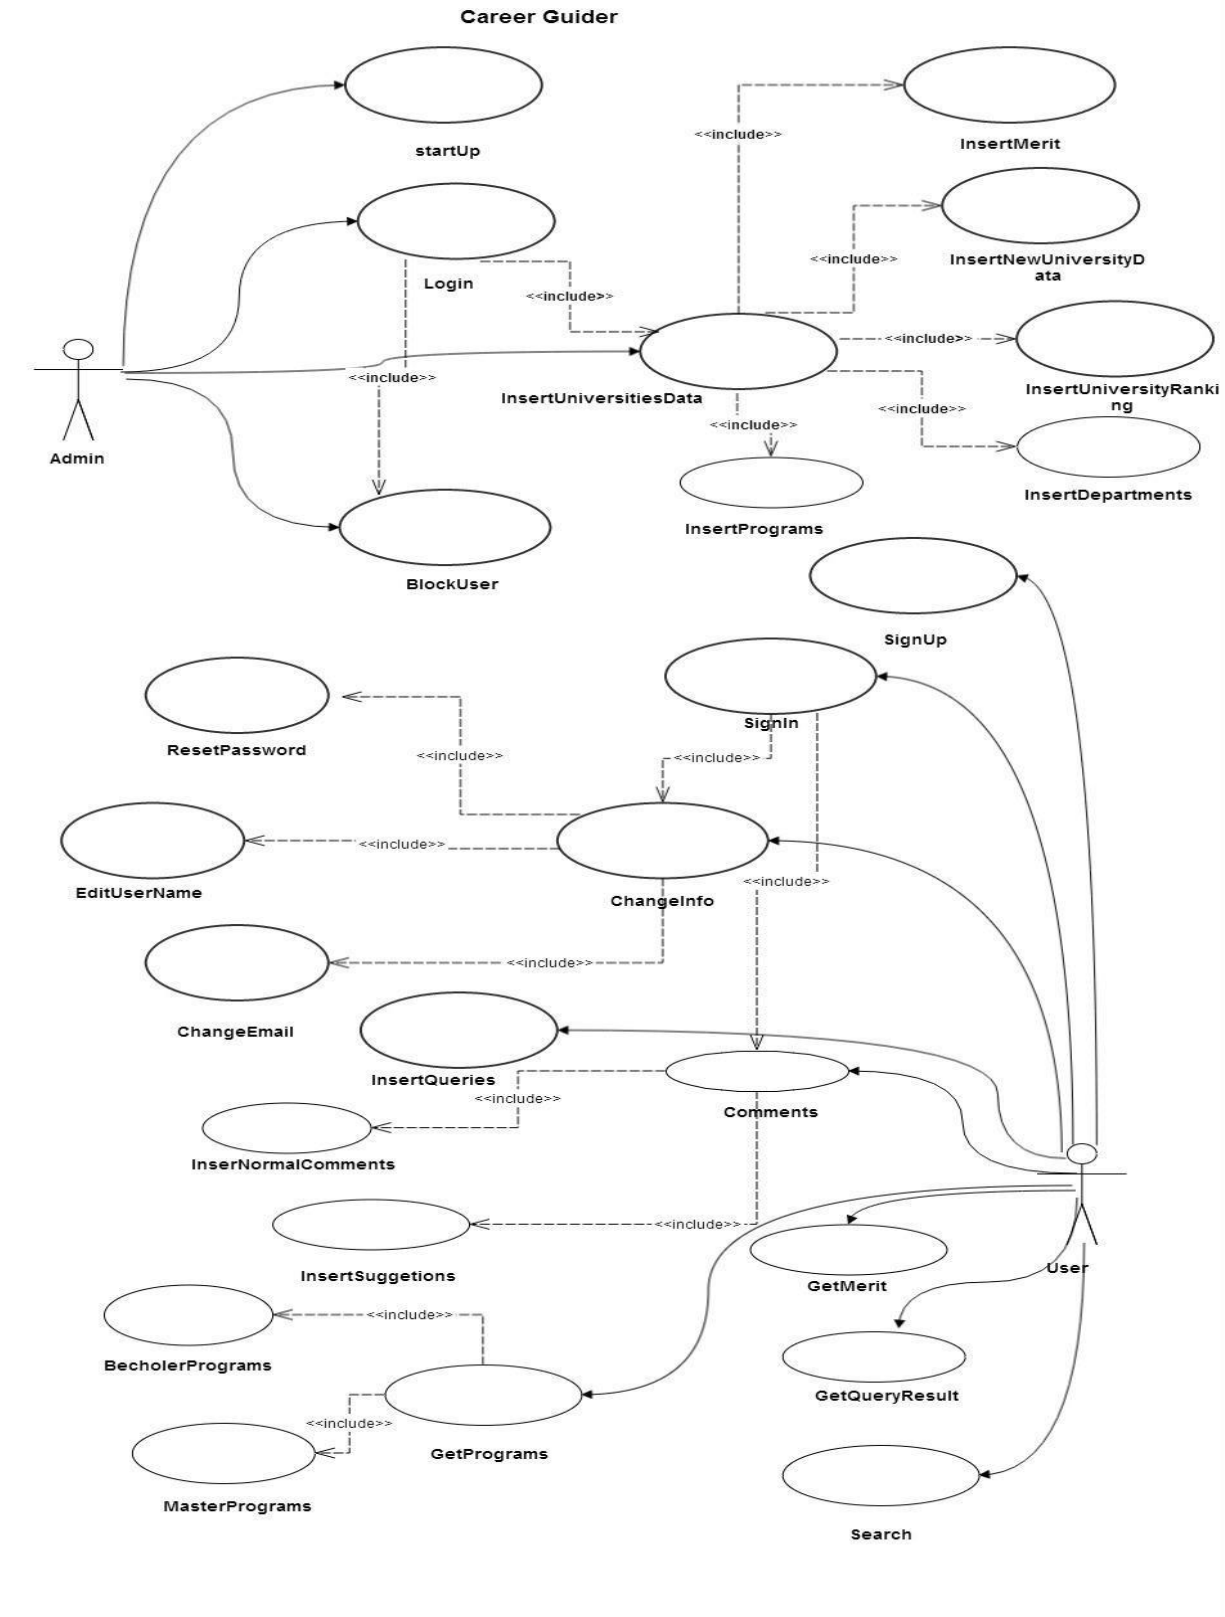 Career Guider
startUp
<<include>>
InsertMerit
Login
<<include>>
InsertNewUniversityD
ata
<<include>>
<<include>>
InsertUniversityRanki
ng
<<include>>
InsertUniversitiesData
<<include>>
<<include>>
Admin
InsertDepartments
InsertPrograms
BlockUser
SignUp
SignIn
ResetPassword
<<include>>
<<include>>
<<include>>
EditUserName
<<include>>
ChangeInfo
<<include>>
ChangeEmail
InsertQueries
<<include>>
Comments
InserNormalComments
<<include>>
InsertSuggetions
User
GetMerit
<<include>>
BecholerPrograms
GetQueryResult
<<include>>
GetPrograms
MasterPrograms
Search